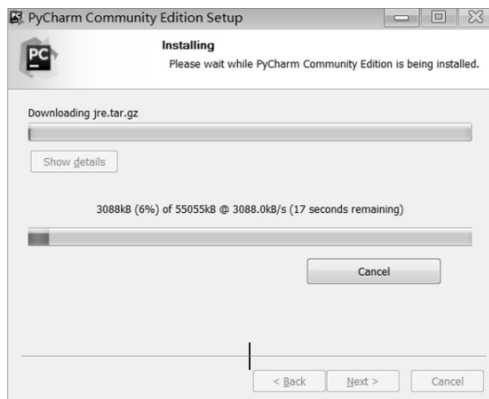 PyCharm Community Edition Setup
PC
Installing
Please wait while PyCharm Community Edition is being installed.
Downloading jre.tar.gz
Show details
3088kB (6%) of 55055kB @ 3088.0kB/s (17 seconds remaining)
Cancel
< Back
Next >
Cancel